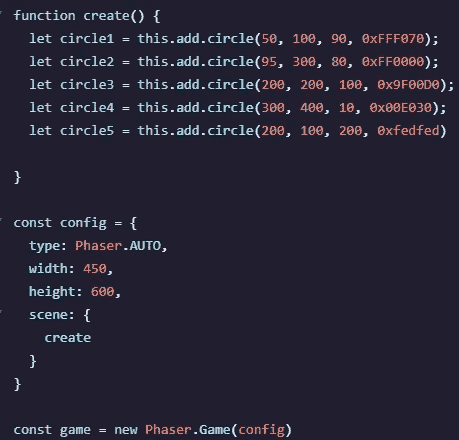 function create() {
  let circle1 = this.add.circle(50, 100, 90, 0xFFF070);
  let circle2 = this.add.circle(95, 300, 80, 0xFF0000);
  let circle3 = this.add.circle(200, 200, 100, 0x9F00D0);
  let circle4 = this.add.circle(300, 400, 10, 0x00E030);
  let circle5 = this.add.circle(200, 100, 200, 0xfedfed)

}

const config = {
  type: Phaser.AUTO,
  width: 450,
  height: 600,
  scene: {
    create
  }
}

const game = new Phaser.Game(config)